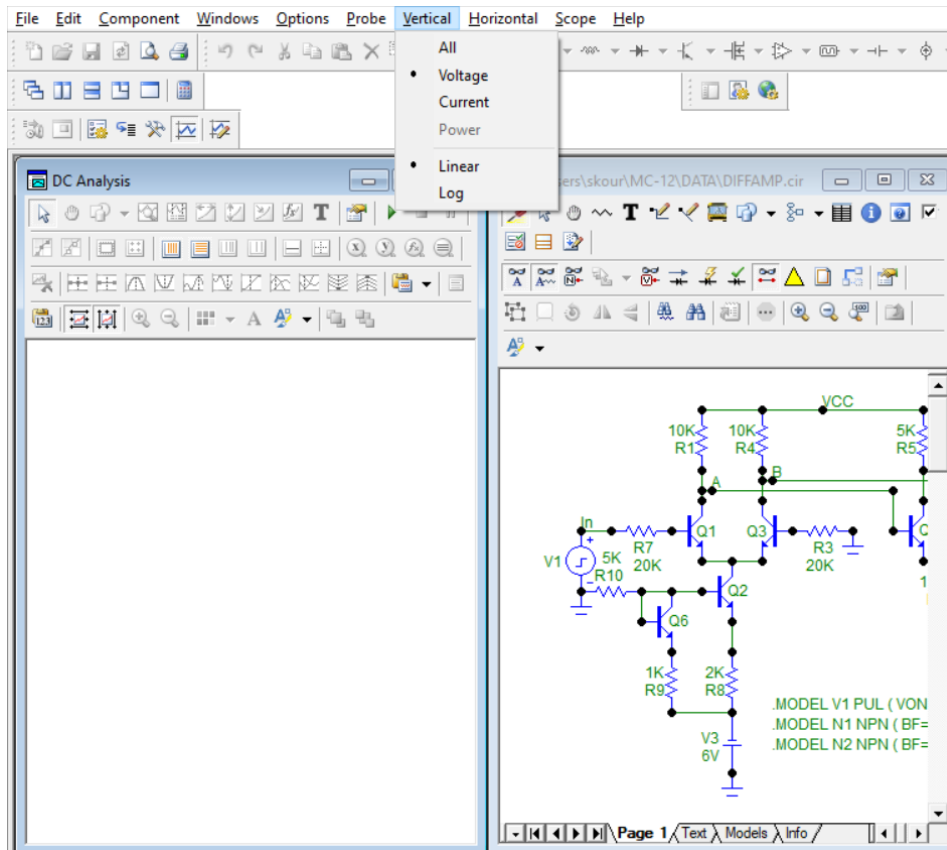 File Edit Component Windows Options Probe Vertical Horizontal Scope Help
All
Voltage
Current
Power
Linear
Log
DC Analysis
ers\skour\MC-12\DATA\DIFFAMP.cir
VCC
10K
R1
10K
R4
5K
R5
A
B
In
Q1
Q3
R7
20K
R3
20K
V1
5K
R10
Q2
Q6
1K
R9
2K
R8
V3
6V
.MODEL V1 PUL ( VON
.MODEL N1 NPN ( BF=
.MODEL N2 NPN ( BF=
Page 1 Text Models Info